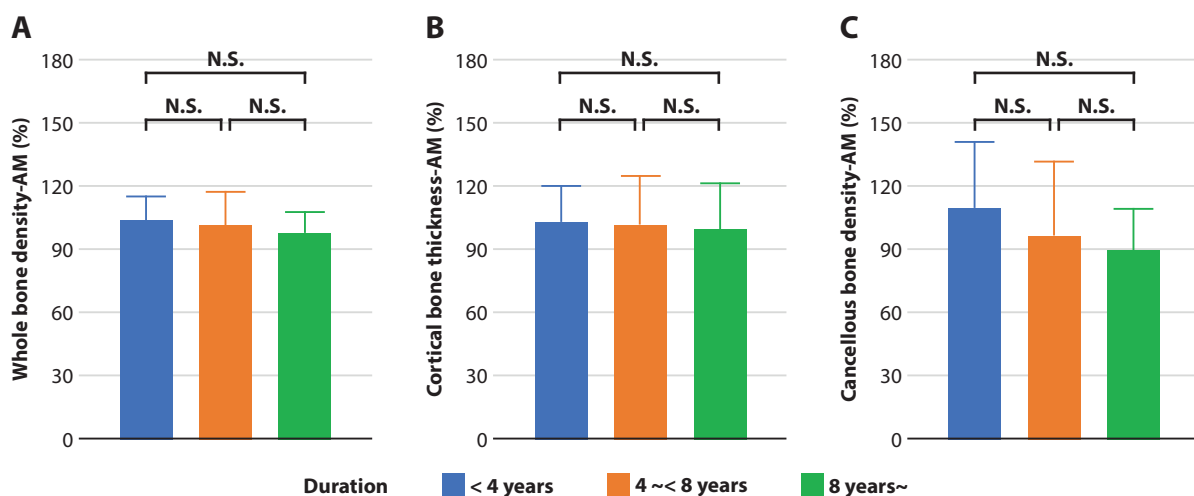 A
Whole bone density-AM (%)
180
150
120
90
60
30
0
N.S.
N.S.
N.S.
B
Cortical bone thickness-AM (%)
180
150
120
90
60
30
0
N.S.
N.S.
N.S.
C
Cancellous bone density-AM (%)
180
150
120
90
60
30
0
N.S.
N.S.
N.S.
Duration
< 4 years
4 ~< 8 years
8 years~